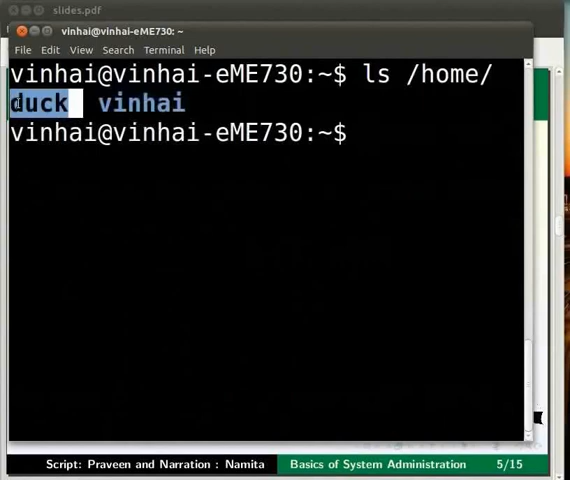 slides.pdf
vinhai@vinhai-eME730: ~
File Edit View Search Terminal Help
vinhai@vinhai-eME730:~$ ls /home/
duck vinhai
vinhai@vinhai-eME730:~$
Script: Praveen and Narration : Namita Basics of System Administration 5/15